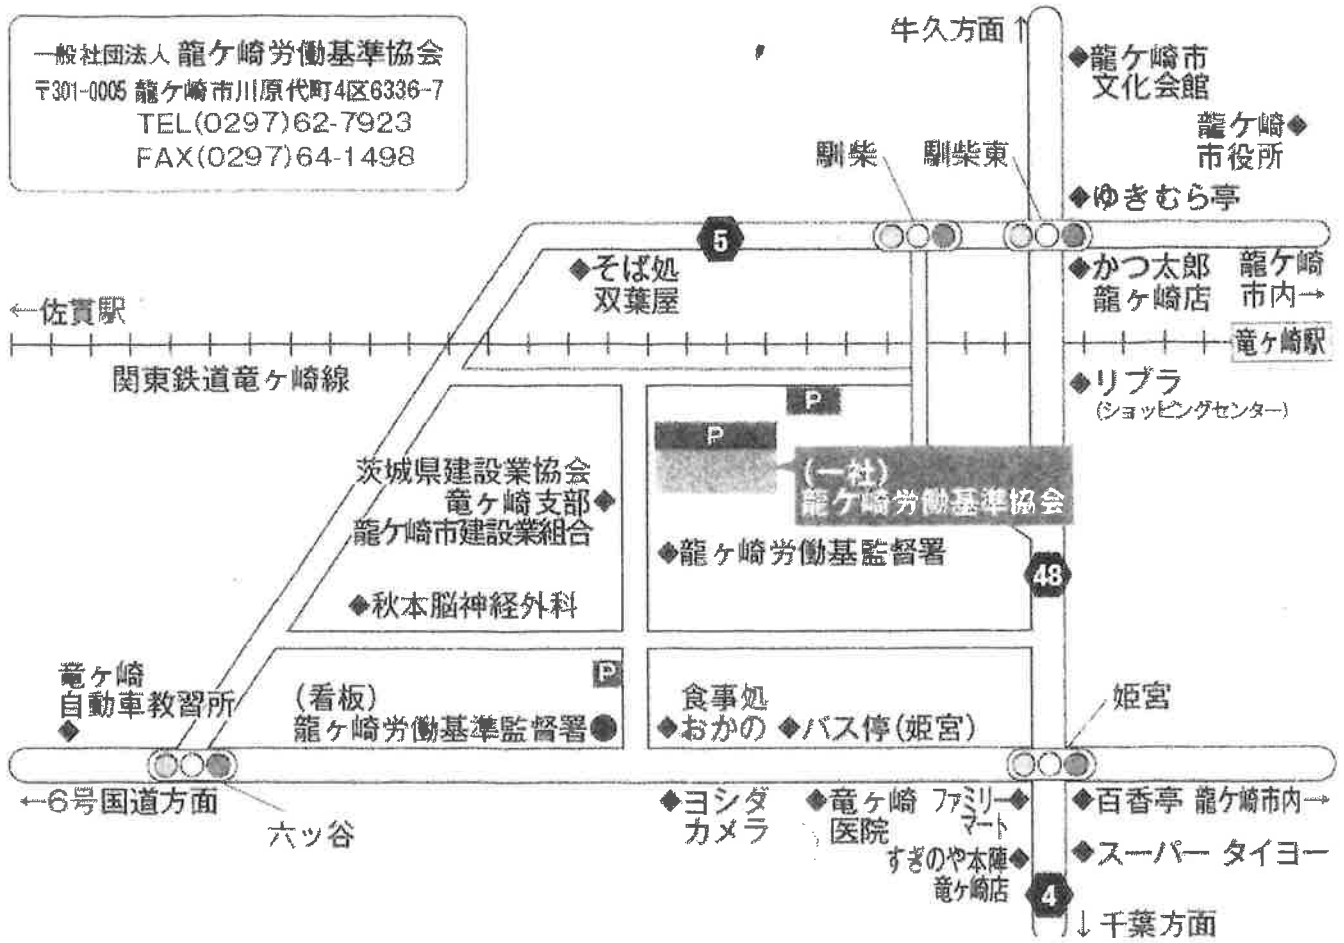 一般社団法人 龍ケ崎労働基準協会
〒301-0005 龍ケ崎市川原代町4区6336-7
TEL(0297)62-7923
FAX(0297)64-1498
牛久方面↑
◆龍ケ崎市
文化会館
龍ケ崎◆
市役所
馴柴
馴柴東
◆ゆきむら亭
5
◆そば処
双葉屋
◆かつ太郎
龍ケ崎店
龍ケ崎
市内→
←佐貫駅
竜ヶ崎駅
関東鉄道竜ヶ崎線
◆リブラ
(ショッピングセンター)
P
P
(一社)
龍ケ崎労働基準協会
茨城県建設業協会
竜ヶ崎支部◆
龍ケ崎市建設業組合
◆龍ヶ崎労働基監督署
48
◆秋本脳神経外科
竜ヶ崎
自動車教習所
◆
P
(看板)
龍ヶ崎労働基準監督署●
食事処
◆おかの
◆バス停(姫宮)
姫宮
←6号国道方面
六ッ谷
◆ヨシダ
カメラ
◆竜ヶ崎
医院
ファミリー◆
マート
◆百香亭
龍ケ崎市内→
すぎのや本陣◆
竜ヶ崎店
◆スーパー タイヨー
4
↓千葉方面